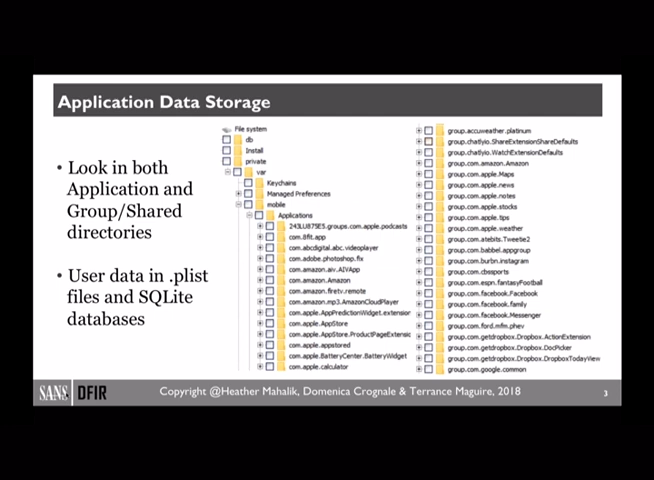 Application Data Storage
• Look in both
Application and
Group/Shared
directories
• User data in .plist
files and SQLite
databases
File system
db
Install
private
var
Keychains
Managed Preferences
mobile
Applications
243LU875E5.groups.com.apple.podcasts
com.8fit.app
com.abcdigital.abc.videoplayer
com.adobe.photoshop.fix
com.amazon.aiv.AIVApp
com.amazon.Amazon
com.amazon.firetv.remote
com.amazon.mp3.AmazonCloudPlayer
com.apple.AppPredictionWidget.extension
com.apple.AppStore
com.apple.AppStore.ProductPageExtensic
com.apple.appstored
com.apple.BatteryCenter.BatteryWidget
com.apple.calculator
group.accuweather.platinum
group.chatlyio.ShareExtensionShareDefaults
group.chatlyio.WatchExtensionDefaults
group.com.amazon.Amazon
group.com.apple.Maps
group.com.apple.news
group.com.apple.notes
group.com.apple.stocks
group.com.apple.tips
group.com.apple.weather
group.com.atebits.Tweetie2
group.com.babbel.appgroup
group.com.burbn.instagram
group.com.cbssports
group.com.espn.fantasyFootball
group.com.facebook.Facebook
group.com.facebook.family
group.com.facebook.Messenger
group.com.ford.mfm.phev
group.com.getdropbox.Dropbox.ActionExtension
group.com.getdropbox.Dropbox.DocPicker
group.com.getdropbox.Dropbox.DropboxTodayView
group.com.google.common
SANS DFIR
Copyright @Heather Mahalik, Domenica Crognale & Terrance Maguire, 2018
3